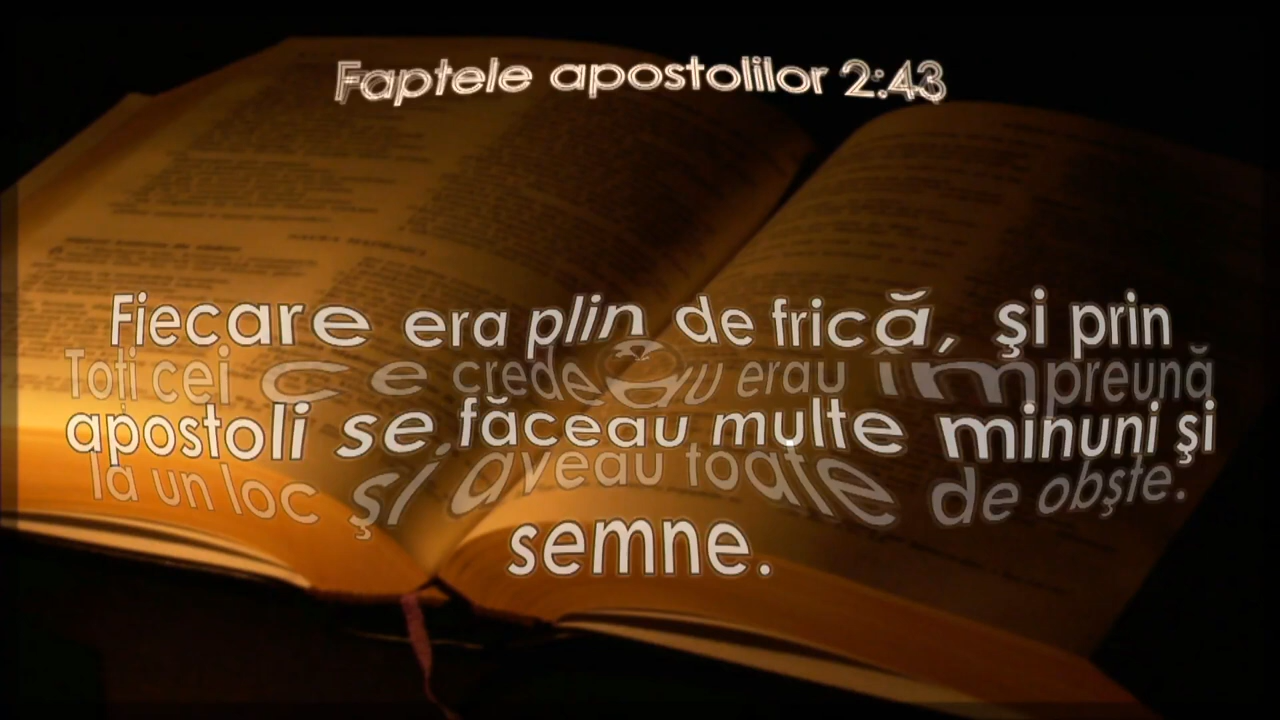 Faptele apostolilor 2:43
Fiecare era plin de frică, şi prin
Toţi cei ce credeau erau împreună
apostoli se făceau multe minuni şi
la un loc şi aveau toate de obşte.
semne.